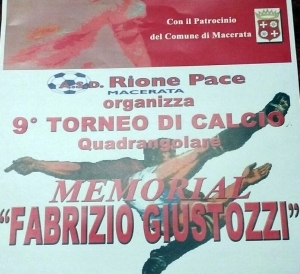 Con il Patrocinio
del Comune di Macerata
A.S.D. Rione Pace
MACERATA
organizza
9° TORNEO DI CALCIO
Quadrangolare
MEMORIAL
"FABRIZIO GIUSTOZZI"